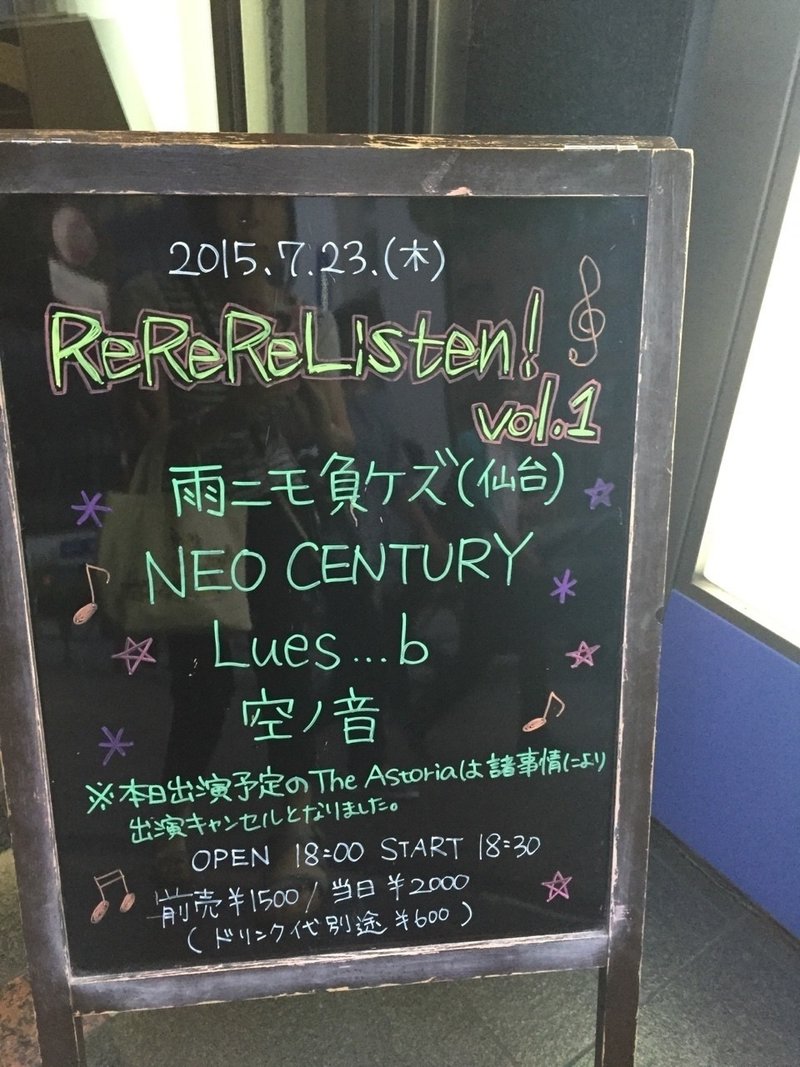 2015.7.23.(木)
ReReReListen!
vol.1
雨ニモ負ケズ(仙台)
NEO CENTURY
Lues...b
空ノ音
※本日出演予定のThe Astoriaは諸事情により
出演キャンセルとなりました。
OPEN 18:00 START 18:30
前売¥1500/当日¥2000
(ドリンク代別途¥600)